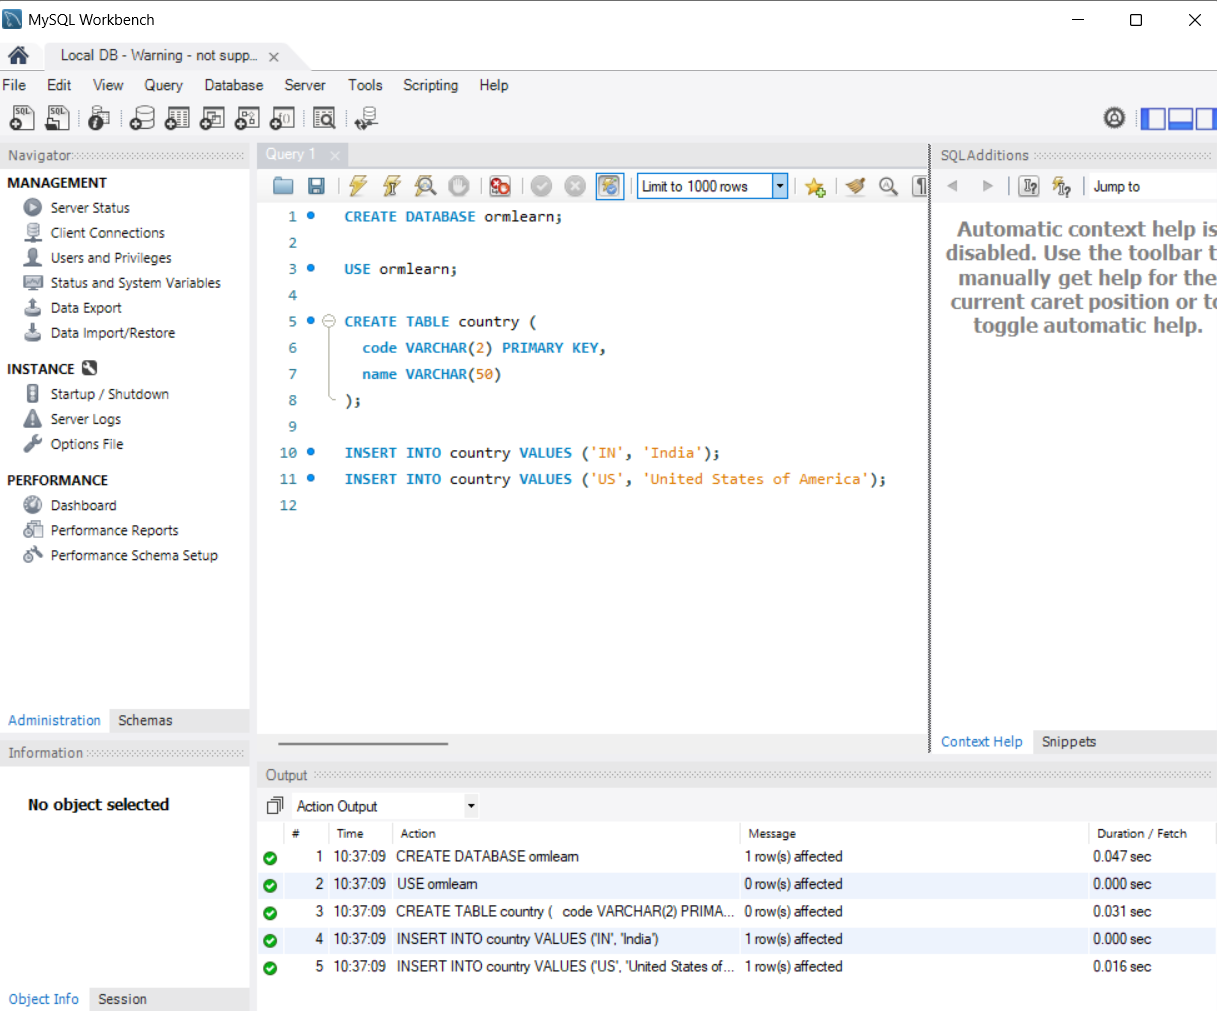 MySQL Workbench
Local DB - Warning - not supp...
File Edit View Query Database Server Tools Scripting Help
Navigator
MANAGEMENT
Server Status
Client Connections
Users and Privileges
Status and System Variables
Data Export
Data Import/Restore
INSTANCE
Startup / Shutdown
Server Logs
Options File
PERFORMANCE
Dashboard
Performance Reports
Performance Schema Setup
Administration Schemas
Information
No object selected
Object Info Session
Query 1
Limit to 1000 rows
1 CREATE DATABASE ormlearn;
2
3 USE ormlearn;
4
5 CREATE TABLE country (
6 code VARCHAR(2) PRIMARY KEY,
7 name VARCHAR(50)
8 );
9
10 INSERT INTO country VALUES ('IN', 'India');
11 INSERT INTO country VALUES ('US', 'United States of America');
12
SQLAdditions
Jump to
Automatic context help is
disabled. Use the toolbar t
manually get help for the
current caret position or to
toggle automatic help.
Context Help Snippets
Output
Action Output
# Time Action Message Duration / Fetch
1 10:37:09 CREATE DATABASE ormlearn 1 row(s) affected 0.047 sec
2 10:37:09 USE ormlearn 0 row(s) affected 0.000 sec
3 10:37:09 CREATE TABLE country ( code VARCHAR(2) PRIMA... 0 row(s) affected 0.031 sec
4 10:37:09 INSERT INTO country VALUES ('IN', 'India') 1 row(s) affected 0.000 sec
5 10:37:09 INSERT INTO country VALUES ('US', 'United States of... 1 row(s) affected 0.016 sec